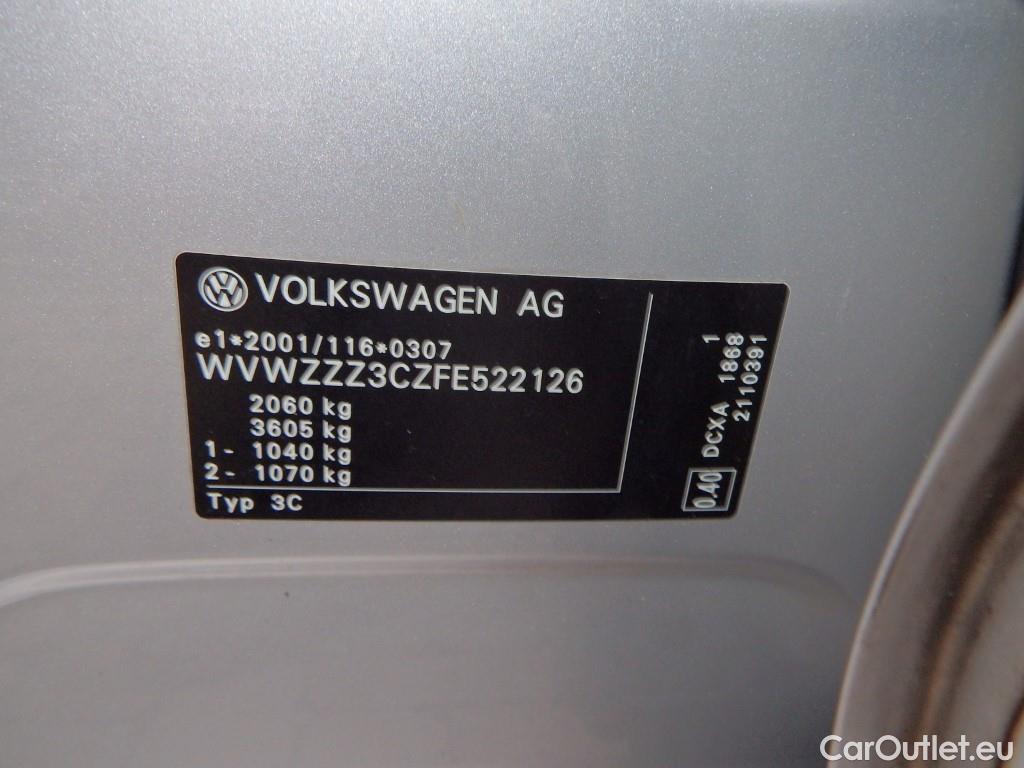 VOLKSWAGEN AG
e1*2001/116*0307
WVWZZZ3CZFE522126
2060 kg
3605 kg
1- 1040 kg
2- 1070 kg
Typ 3C
0.40 DCXA 1868 1
2110391
CarOutlet.eu